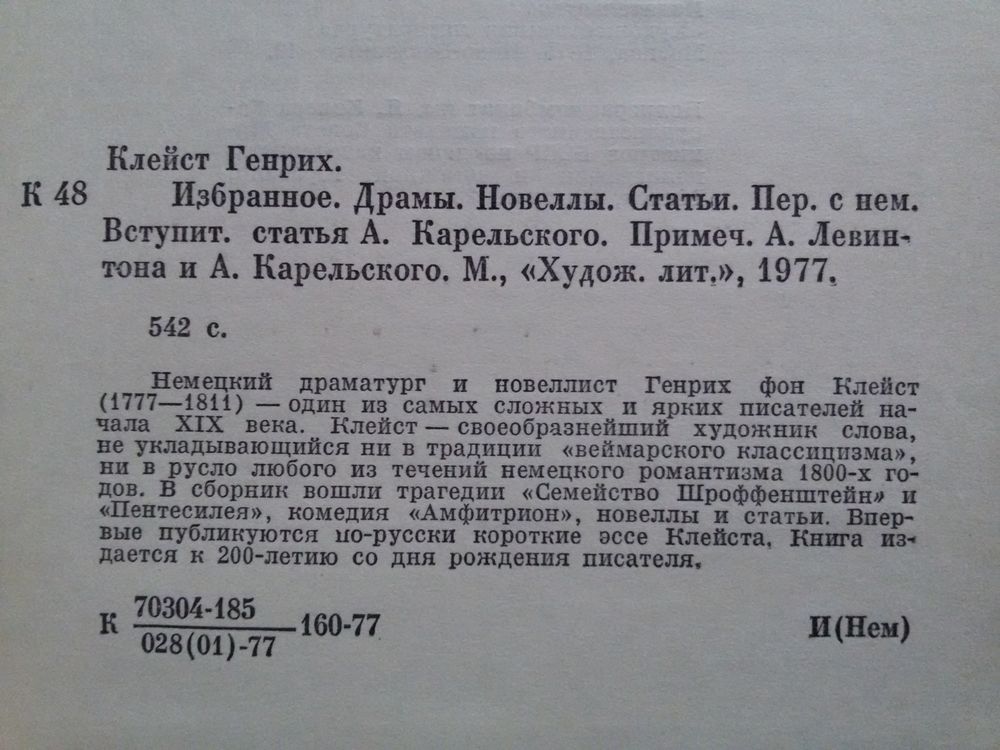 Клейст Генрих.
К 48 Избранное. Драмы. Новеллы. Статьи. Пер. с нем.
Вступит. статья А. Карельского. Примеч. А. Левин-
тона и А. Карельского. М., «Худож. лит.», 1977.
542 с.
Немецкий драматург и новеллист Генрих фон Клейст
(1777—1811) — один из самых сложных и ярких писателей на-
чала XIX века. Клейст — своеобразнейший художник слова,
не укладывающийся ни в традиции «веймарского классицизма»,
ни в русло любого из течений немецкого романтизма 1800-х го-
дов. В сборник вошли трагедии «Семейство Шроффенштейн» и
«Пентесилея», комедия «Амфитрион», новеллы и статьи. Впер-
вые публикуются по-русски короткие эссе Клейста. Книга из-
дается к 200-летию со дня рождения писателя.
70304-185
К 160-77 И(Нем)
028(01)-77